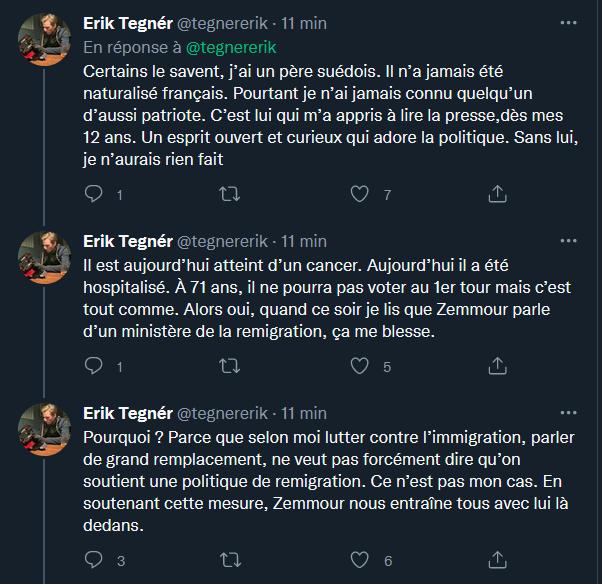 Erik Tegnér @tegnererik · 11 min
En réponse à @tegnererik
Certains le savent, j’ai un père suédois. Il n’a jamais été
naturalisé français. Pourtant je n’ai jamais connu quelqu’un
d’aussi patriote. C’est lui qui m’a appris à lire la presse,dès mes
12 ans. Un esprit ouvert et curieux qui adore la politique. Sans lui,
je n’aurais rien fait
1 7
Erik Tegnér @tegnererik · 11 min
Il est aujourd’hui atteint d’un cancer. Aujourd’hui il a été
hospitalisé. À 71 ans, il ne pourra pas voter au 1er tour mais c’est
tout comme. Alors oui, quand ce soir je lis que Zemmour parle
d’un ministère de la remigration, ça me blesse.
1 5
Erik Tegnér @tegnererik · 11 min
Pourquoi ? Parce que selon moi lutter contre l’immigration, parler
de grand remplacement, ne veut pas forcément dire qu’on
soutient une politique de remigration. Ce n’est pas mon cas. En
soutenant cette mesure, Zemmour nous entraîne tous avec lui là
dedans.
3 6